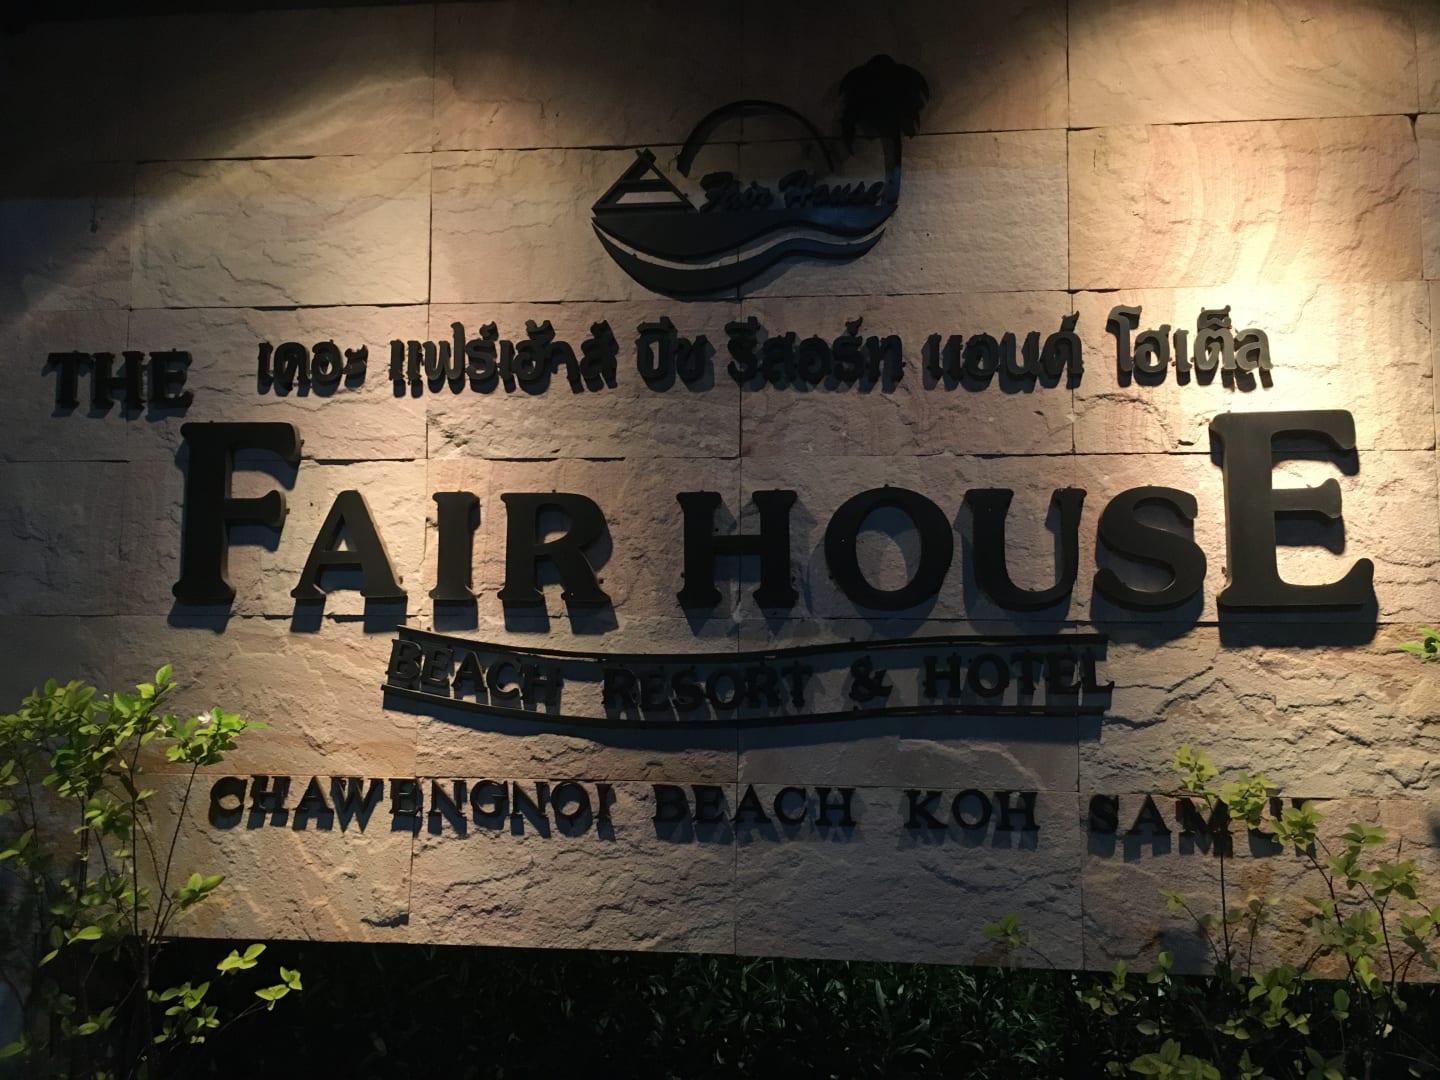 Fair House
เดอะ แฟร์เฮ้าส์ บีช รีสอร์ท แอนด์ โฮเต็ล
THE
FAIR HOUSE
BEACH RESORT & HOTEL
CHAWENGNOI BEACH KOH SAMUI